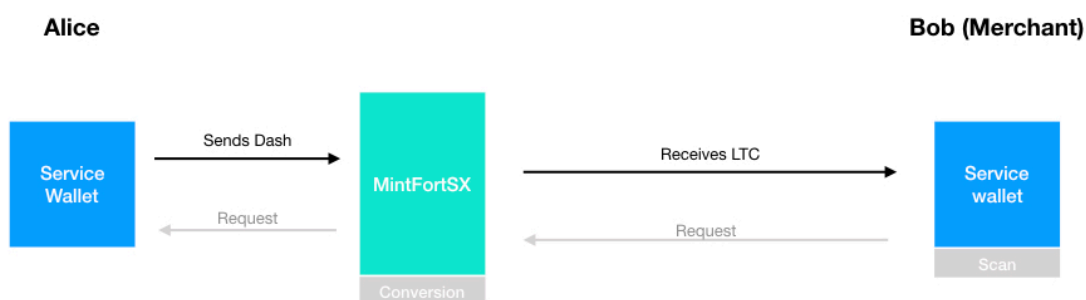 Alice
Bob (Merchant)
Sends Dash
Receives LTC
Service
Wallet
MintFortSX
Service
wallet
Request
Request
Scan
Conversion